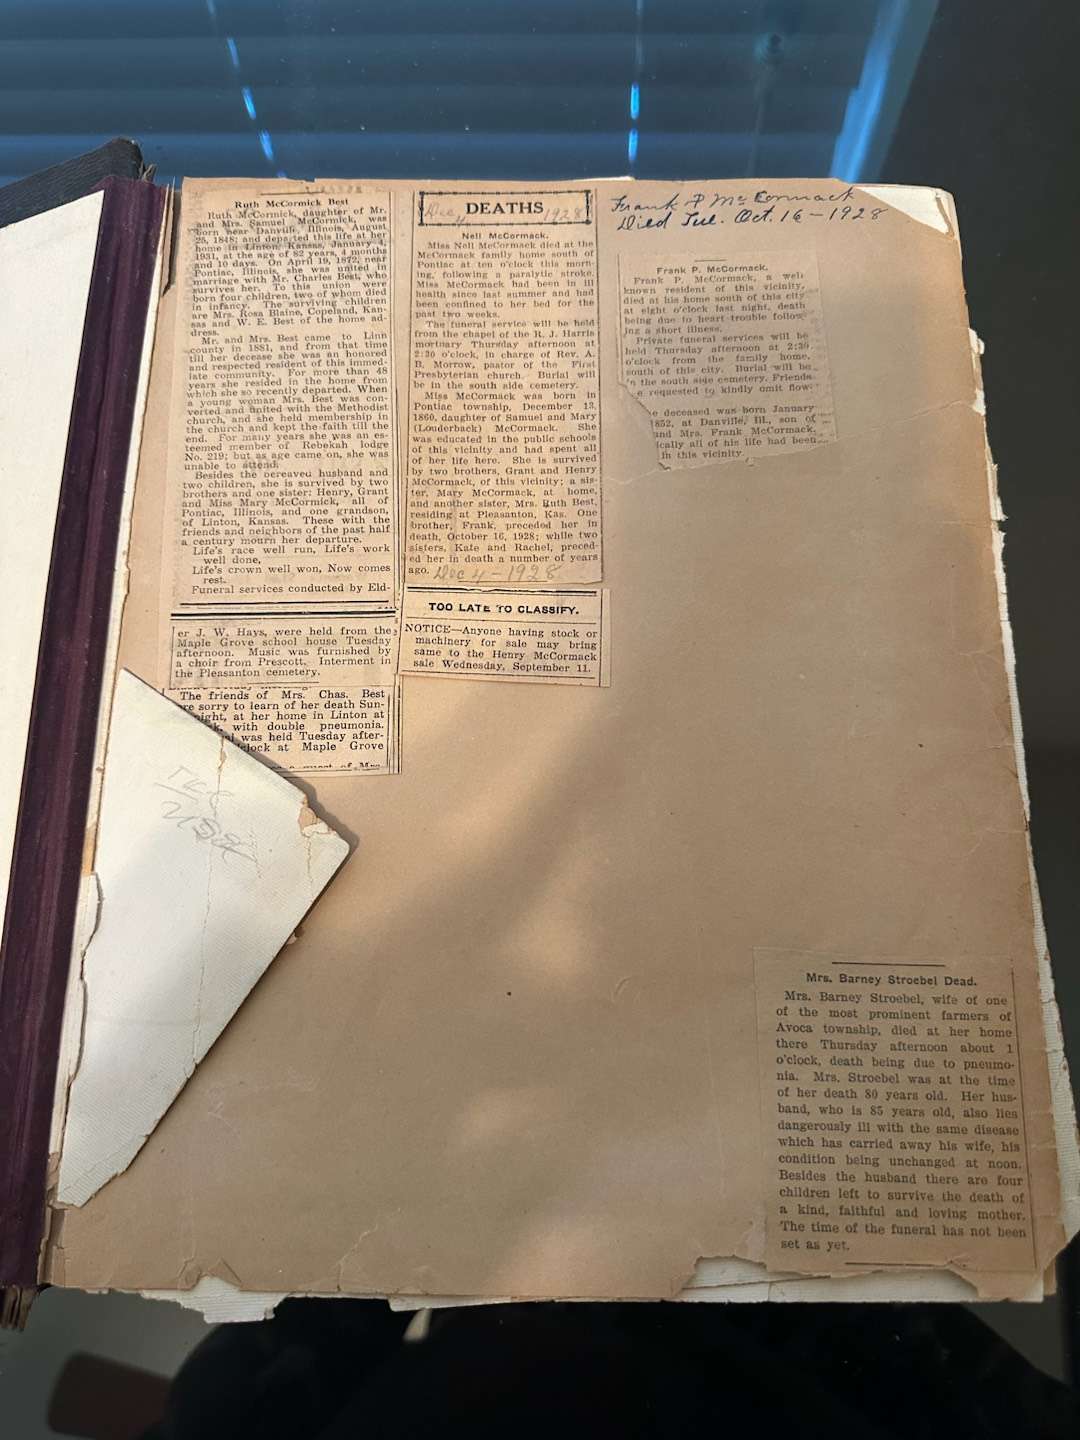 Ruth McCormick Best
Ruth McCormick, daughter of Mr.
and Mrs. Samuel McCormick, was
born near Danville, Illinois, August
25, 1848; and departed this life at her
home in Linton, Kansas, January 4,
1931, at the age of 82 years, 4 months
and 10 days. On April 19, 1872, near
Pontiac, Illinois, she was united in
marriage with Mr. Charles Best, who
survives her. To this union were
born four children, two of whom died
in infancy. The surviving children
are Mrs. Rosa Blaine, Copeland, Kan-
sas and W. E. Best of the home ad-
dress.
Mr. and Mrs. Best came to Linn
county in 1881, and from that time
till her decease she was an honored
and respected resident of this immed-
iate community. For more than 48
years she resided in the home from
which she so recently departed. When
a young woman Mrs. Best was con-
verted and united with the Methodist
church, and she held membership in
the church and kept the faith till the
end. For many years she was an es-
teemed member of Rebekah lodge
No. 219; but as age came on, she was
unable to attend.
Besides the bereaved husband and
two children, she is survived by two
brothers and one sister: Henry, Grant
and Miss Mary McCormick, all of
Pontiac, Illinois, and one grandson,
of Linton, Kansas. These with the
friends and neighbors of the past half
a century mourn her departure.
Life's race well run, Life's work
well done,
Life's crown well won, Now comes
rest.
Funeral services conducted by Eld-
er J. W. Hays, were held from the
Maple Grove school house Tuesday
afternoon. Music was furnished by
a choir from Prescott. Interment in
the Pleasanton cemetery.
The friends of Mrs. Chas. Best
re sorry to learn of her death Sun-
night, at her home in Linton at
with double pneumonia.
was held Tuesday after-
clock at Maple Grove
Dec 4 DEATHS 1928
Nell McCormack.
Miss Nell McCormack died at the
McCormack family home south of
Pontiac at ten o'clock this morn-
ing, following a paralytic stroke.
Miss McCormack had been in ill
health since last summer and had
been confined to her bed for the
past two weeks.
The funeral service will be held
from the chapel of the R. J. Harris
mortuary Thursday afternoon at
2:30 o'clock, in charge of Rev. A.
B. Morrow, pastor of the First
Presbyterian church. Burial will
be in the south side cemetery.
Miss McCormack was born in
Pontiac township, December 13,
1860, daughter of Samuel and Mary
(Louderback) McCormack. She
was educated in the public schools
of this vicinity and had spent all
of her life here. She is survived
by two brothers, Grant and Henry
McCormack, of this vicinity; a sis-
ter, Mary McCormack, at home,
and another sister, Mrs. Ruth Best,
residing at Pleasanton, Kas. One
brother, Frank, preceded her in
death, October 16, 1928; while two
sisters, Kate and Rachel, preced-
ed her in death a number of years
ago. Dec 4-1928
TOO LATE TO CLASSIFY.
NOTICE—Anyone having stock or
machinery for sale may bring
same to the Henry McCormack
sale Wednesday, September 11.
Frank P McCormack
Died Tue. Oct. 16-1928
Frank P. McCormack.
Frank P. McCormack, a well
known resident of this vicinity,
died at his home south of this city
at eight o'clock last night, death
being due to heart trouble follow-
ing a short illness.
Private funeral services will be
held Thursday afternoon at 2:30
o'clock from the family home,
south of this city. Burial will be
in the south side cemetery. Friends
requested to kindly omit flow-
e deceased was born January
1852, at Danville, Ill., son of
and Mrs. Frank McCormack.
ically all of his life had been
in this vicinity.
Mrs. Barney Stroebel Dead.
Mrs. Barney Stroebel, wife of one
of the most prominent farmers of
Avoca township, died at her home
there Thursday afternoon about 1
o'clock, death being due to pneumo-
nia. Mrs. Stroebel was at the time
of her death 80 years old. Her hus-
band, who is 85 years old, also lies
dangerously ill with the same disease
which has carried away his wife, his
condition being unchanged at noon.
Besides the husband there are four
children left to survive the death of
a kind, faithful and loving mother.
The time of the funeral has not been
set as yet.